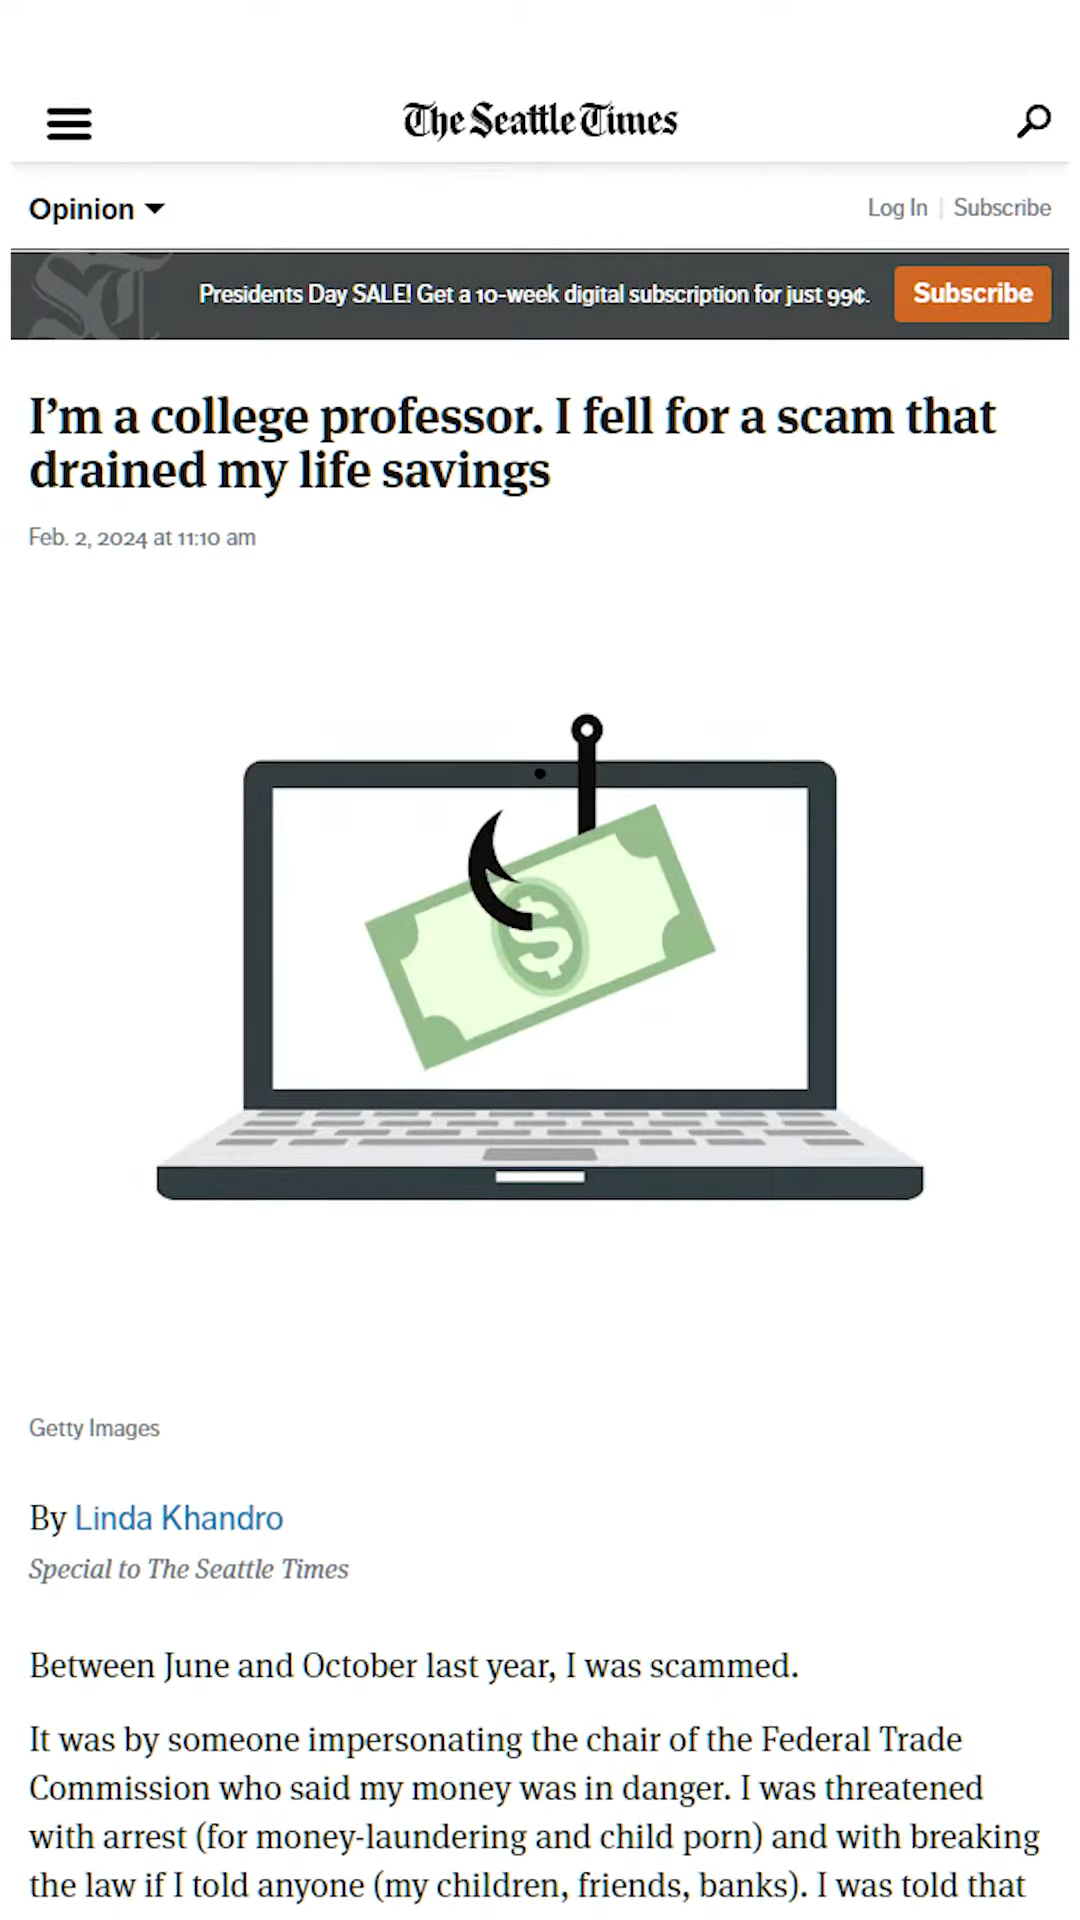 The Seattle Times
Opinion
Log In | Subscribe
Presidents Day SALE! Get a 10-week digital subscription for just 99¢.
Subscribe
I’m a college professor. I fell for a scam that
drained my life savings
Feb. 2, 2024 at 11:10 am
$
Getty Images
By Linda Khandro
Special to The Seattle Times
Between June and October last year, I was scammed.
It was by someone impersonating the chair of the Federal Trade
Commission who said my money was in danger. I was threatened
with arrest (for money-laundering and child porn) and with breaking
the law if I told anyone (my children, friends, banks). I was told that